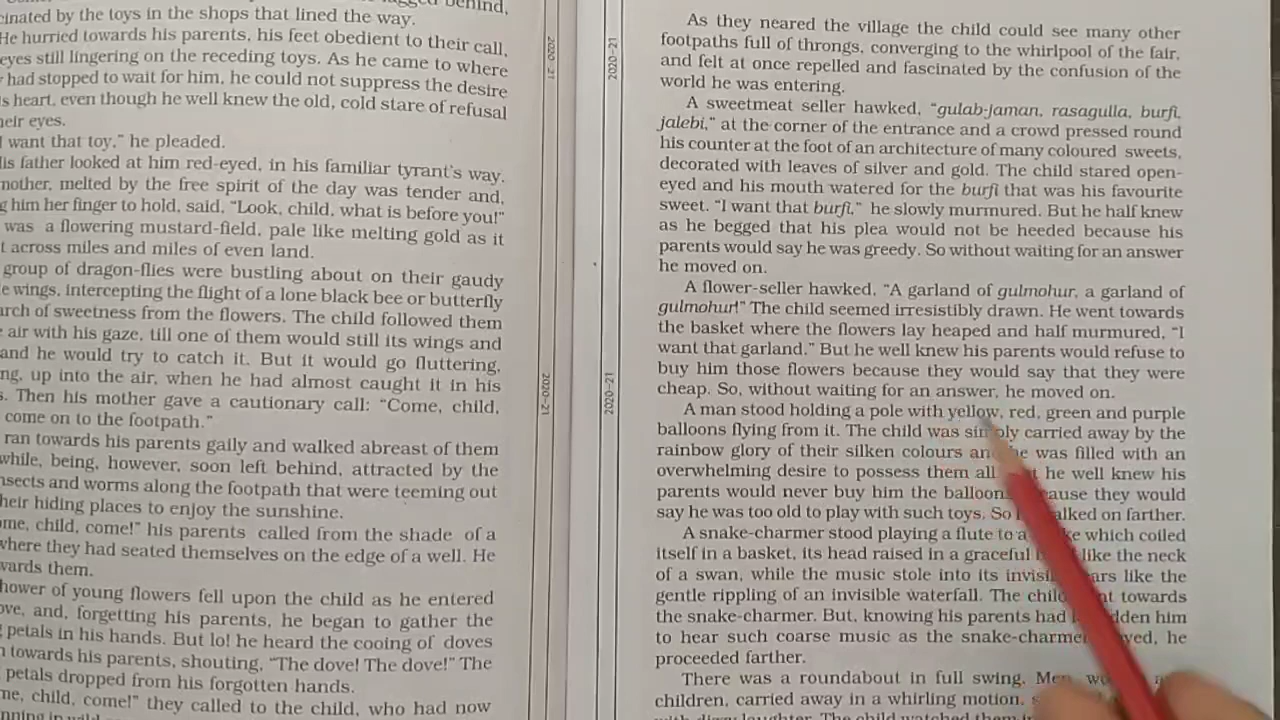 behind,
cinated by the toys in the shops that lined the way.
He hurried towards his parents, his feet obedient to their call,
eyes still lingering on the receding toys. As he came to where
had stopped to wait for him, he could not suppress the desire
s heart, even though he well knew the old, cold stare of refusal
heir eyes.
I want that toy,” he pleaded.
His father looked at him red-eyed, in his familiar tyrant’s way.
mother, melted by the free spirit of the day was tender and,
g him her finger to hold, said, “Look, child, what is before you!”
was a flowering mustard-field, pale like melting gold as it
t across miles and miles of even land.
group of dragon-flies were bustling about on their gaudy
e wings, intercepting the flight of a lone black bee or butterfly
arch of sweetness from the flowers. The child followed them
air with his gaze, till one of them would still its wings and
and he would try to catch it. But it would go fluttering,
ng, up into the air, when he had almost caught it in his
s. Then his mother gave a cautionary call: “Come, child,
come on to the footpath.”
ran towards his parents gaily and walked abreast of them
while, being, however, soon left behind, attracted by the
nsects and worms along the footpath that were teeming out
heir hiding places to enjoy the sunshine.
ome, child, come!” his parents called from the shade of a
where they had seated themselves on the edge of a well. He
wards them.
hower of young flowers fell upon the child as he entered
ove, and, forgetting his parents, he began to gather the
petals in his hands. But lo! he heard the cooing of doves
n towards his parents, shouting, “The dove! The dove!” The
petals dropped from his forgotten hands.
me, child, come!” they called to the child, who had now
2020-21
2020-21
2020-21
2020-21
As they neared the village the child could see many other
footpaths full of throngs, converging to the whirlpool of the fair,
and felt at once repelled and fascinated by the confusion of the
world he was entering.
A sweetmeat seller hawked, “gulab-jaman, rasagulla, burfi,
jalebi,” at the corner of the entrance and a crowd pressed round
his counter at the foot of an architecture of many coloured sweets,
decorated with leaves of silver and gold. The child stared open-
eyed and his mouth watered for the burfi that was his favourite
sweet. “I want that burfi,” he slowly murmured. But he half knew
as he begged that his plea would not be heeded because his
parents would say he was greedy. So without waiting for an answer
he moved on.
A flower-seller hawked, “A garland of gulmohur, a garland of
gulmohur!” The child seemed irresistibly drawn. He went towards
the basket where the flowers lay heaped and half murmured, “I
want that garland.” But he well knew his parents would refuse to
buy him those flowers because they would say that they were
cheap. So, without waiting for an answer, he moved on.
A man stood holding a pole with yellow, red, green and purple
balloons flying from it. The child was simply carried away by the
rainbow glory of their silken colours and he was filled with an
overwhelming desire to possess them all. he well knew his
parents would never buy him the balloons because they would
say he was too old to play with such toys. So walked on farther.
A snake-charmer stood playing a flute to a which coiled
itself in a basket, its head raised in a graceful like the neck
of a swan, while the music stole into its invisible ears like the
gentle rippling of an invisible waterfall. The child went towards
the snake-charmer. But, knowing his parents had him
to hear such coarse music as the snake-charmer he
proceeded farther.
There was a roundabout in full swing. Men,
children, carried away in a whirling motion,